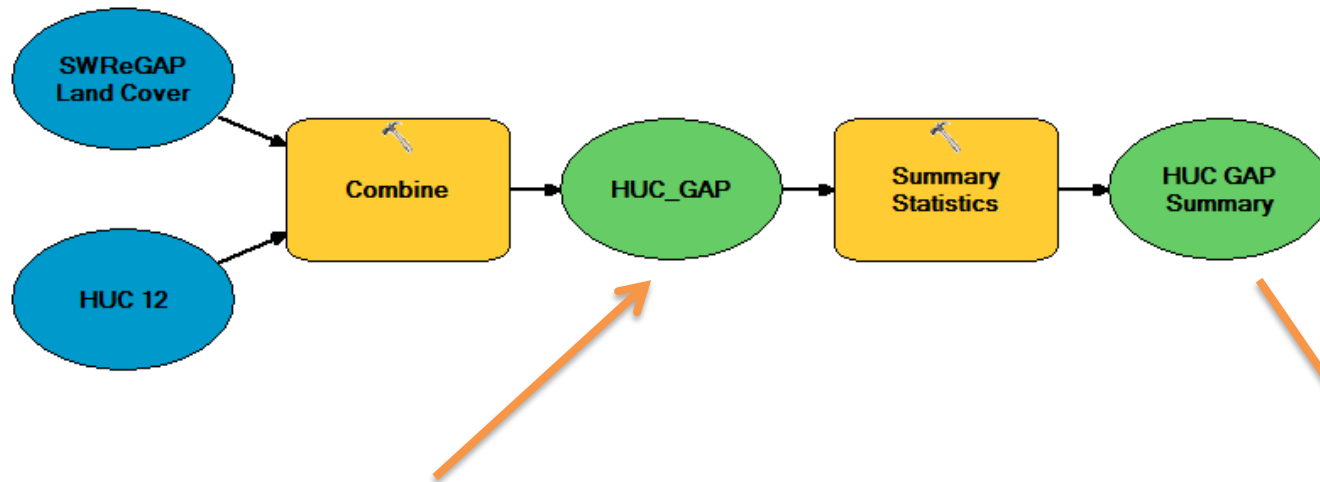 SWReGAP
Land Cover
Combine
HUC_GAP
Summary
Statistics
HUC GAP
Summary
HUC 12